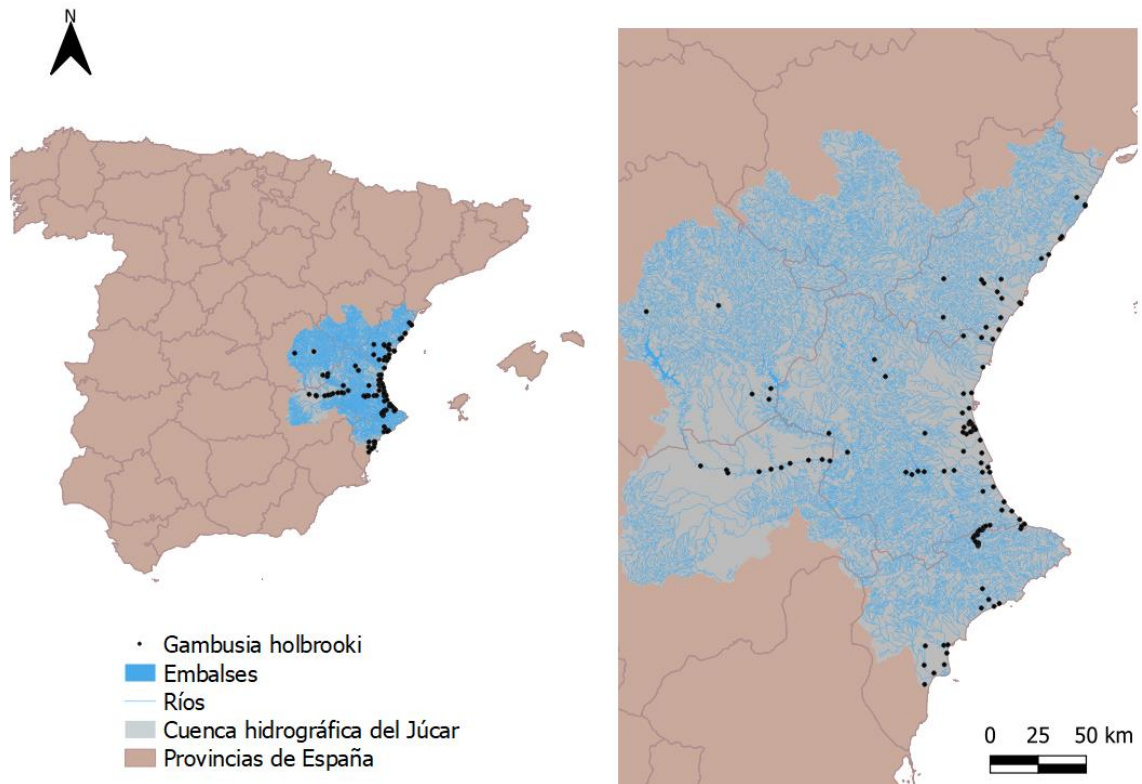 N
Gambusia holbrooki
Embalses
Ríos
Cuenca hidrográfica del Júcar
Provincias de España
0 25 50 km